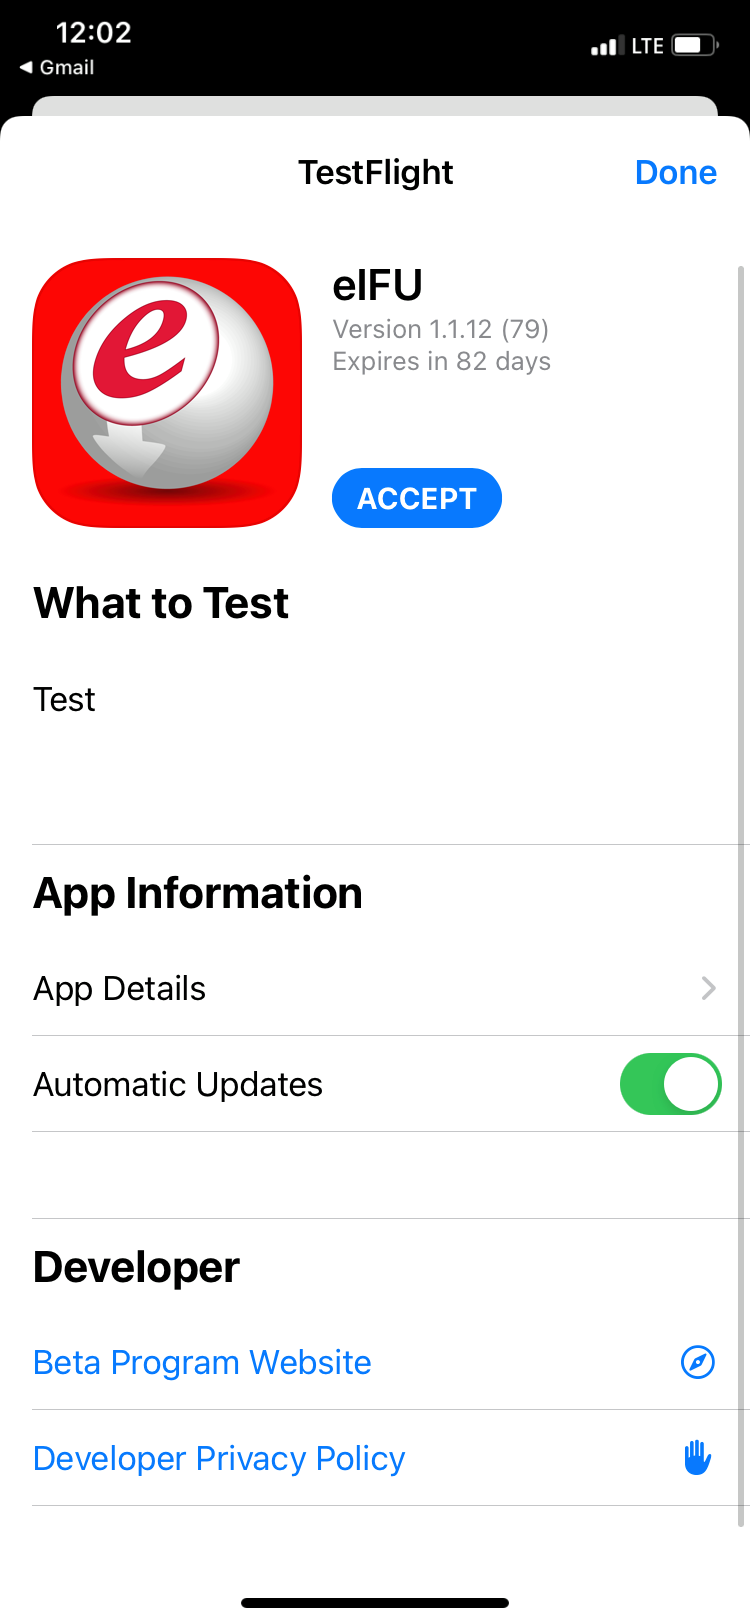 12:02
◀ Gmail
LTE
TestFlight
Done
e
eIFU
Version 1.1.12 (79)
Expires in 82 days
ACCEPT
What to Test
Test
App Information
App Details
Automatic Updates
Developer
Beta Program Website
Developer Privacy Policy